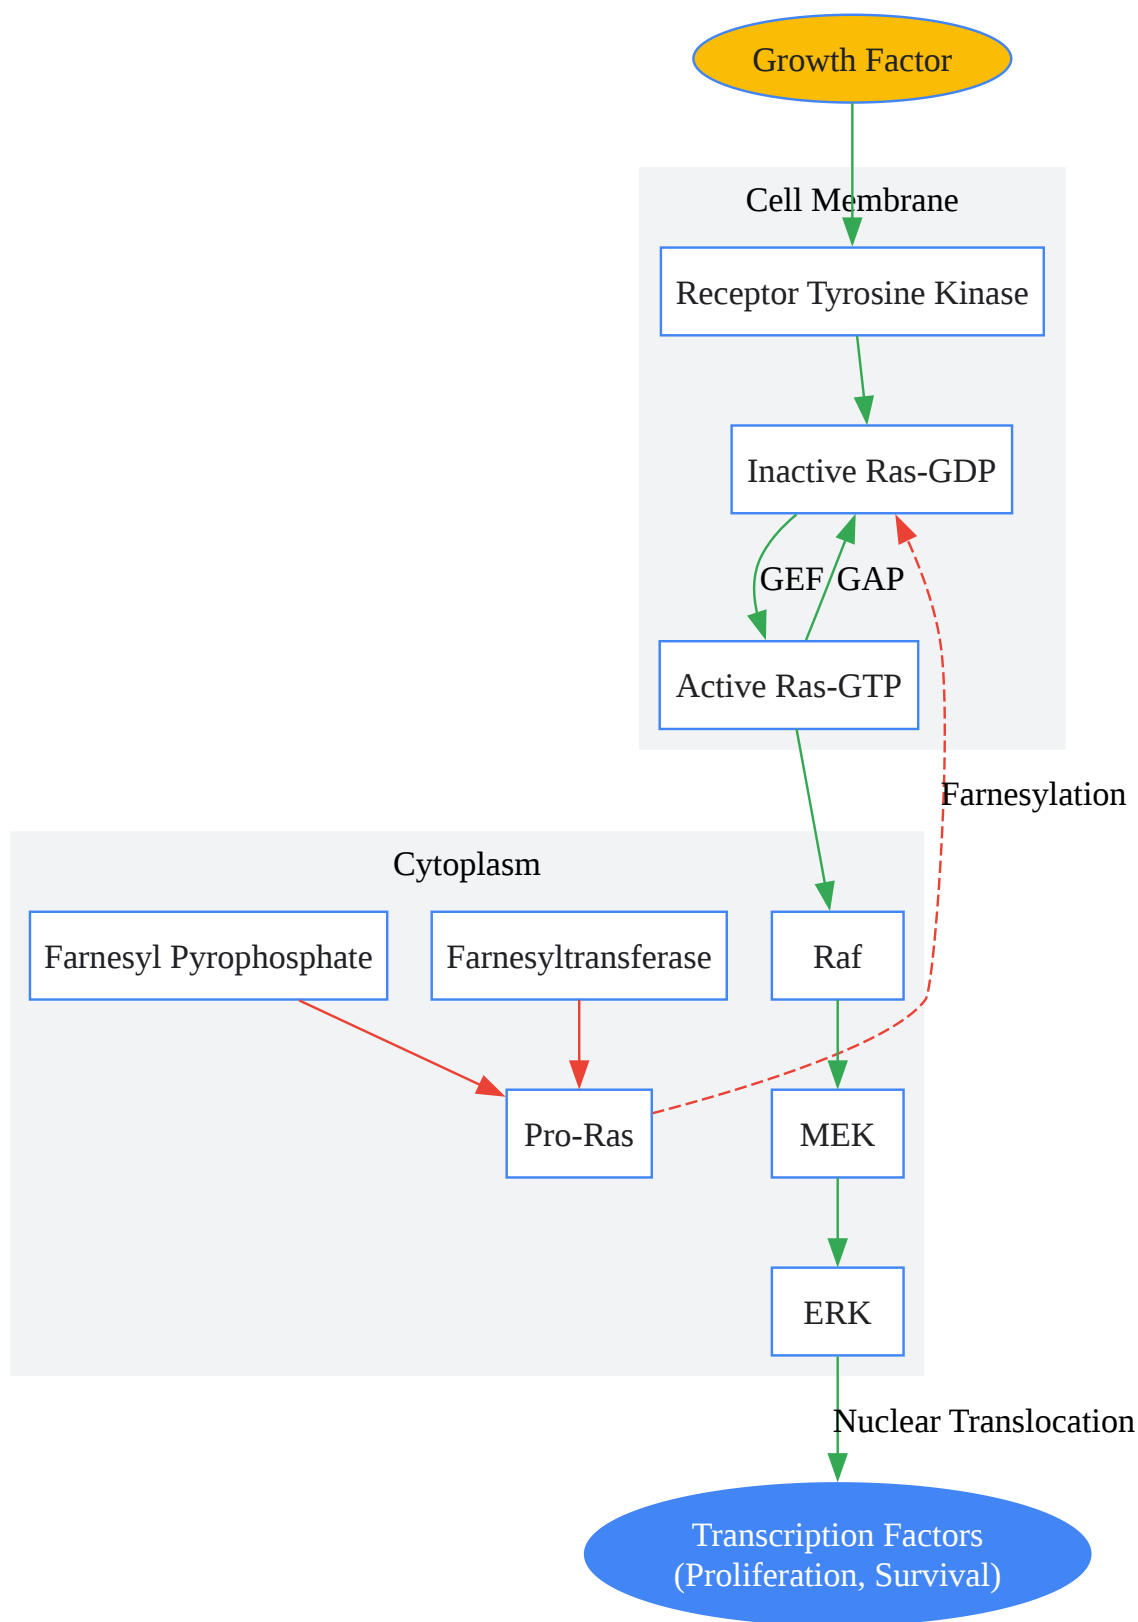 Growth Factor
Cell Membrane
Receptor Tyrosine Kinase
Inactive Ras-GDP
GEF
GAP
Active Ras-GTP
Farnesylation
Cytoplasm
Farnesyl Pyrophosphate
Farnesyltransferase
Raf
Pro-Ras
MEK
ERK
Nuclear Translocation
Transcription Factors
(Proliferation, Survival)